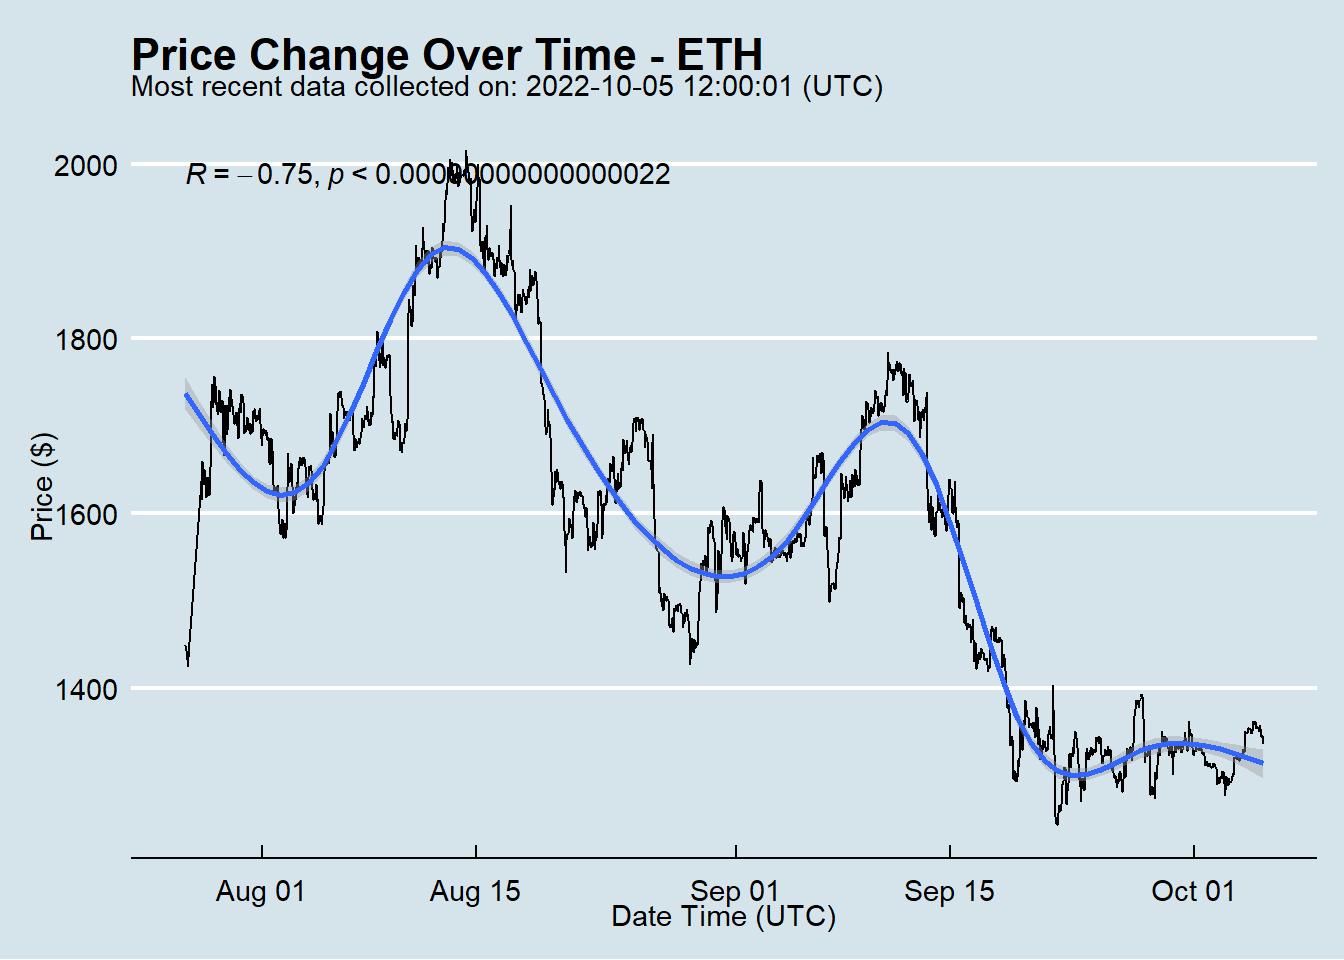 Price Change Over Time - ETH
Most recent data collected on: 2022-10-05 12:00:01 (UTC)
R = −0.75, p < 0.00000000000000022
2000
1800
1600
1400
Price ($)
Aug 01
Aug 15
Sep 01
Sep 15
Oct 01
Date Time (UTC)